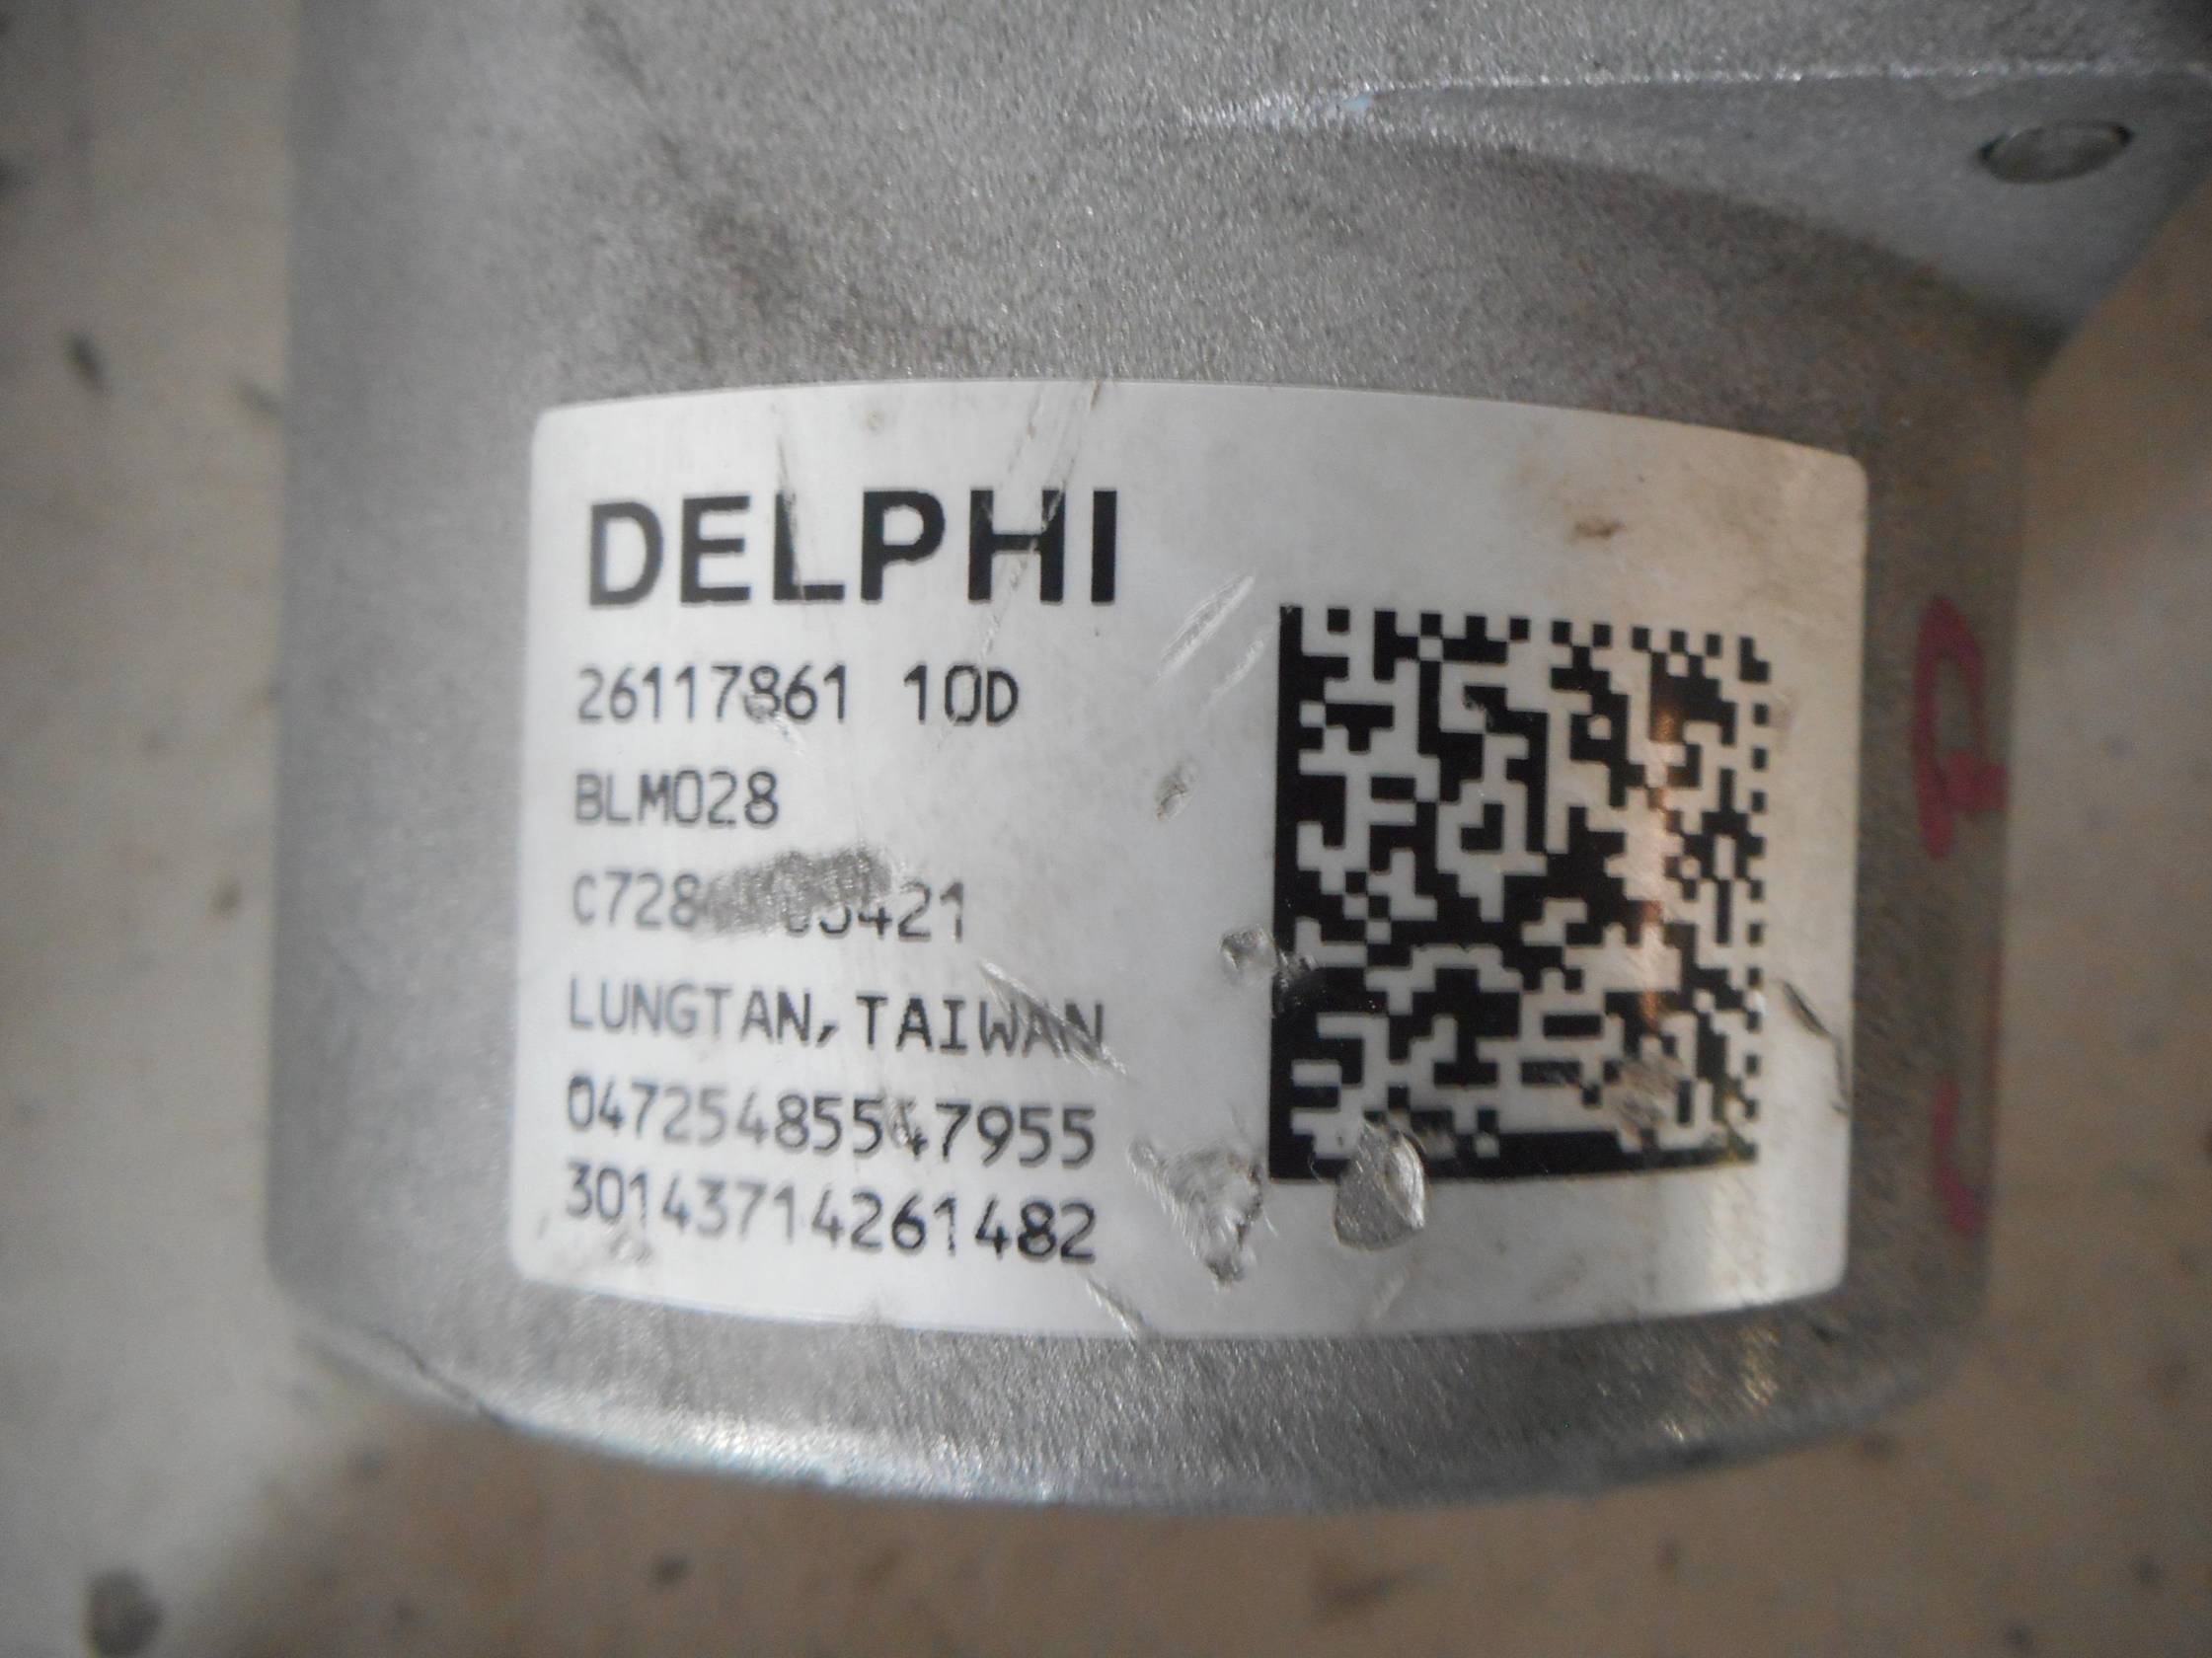 DELPHI
26117861 10D
BLM028
LUNGTAN, TAIWAN
04725485547955
30143714261482